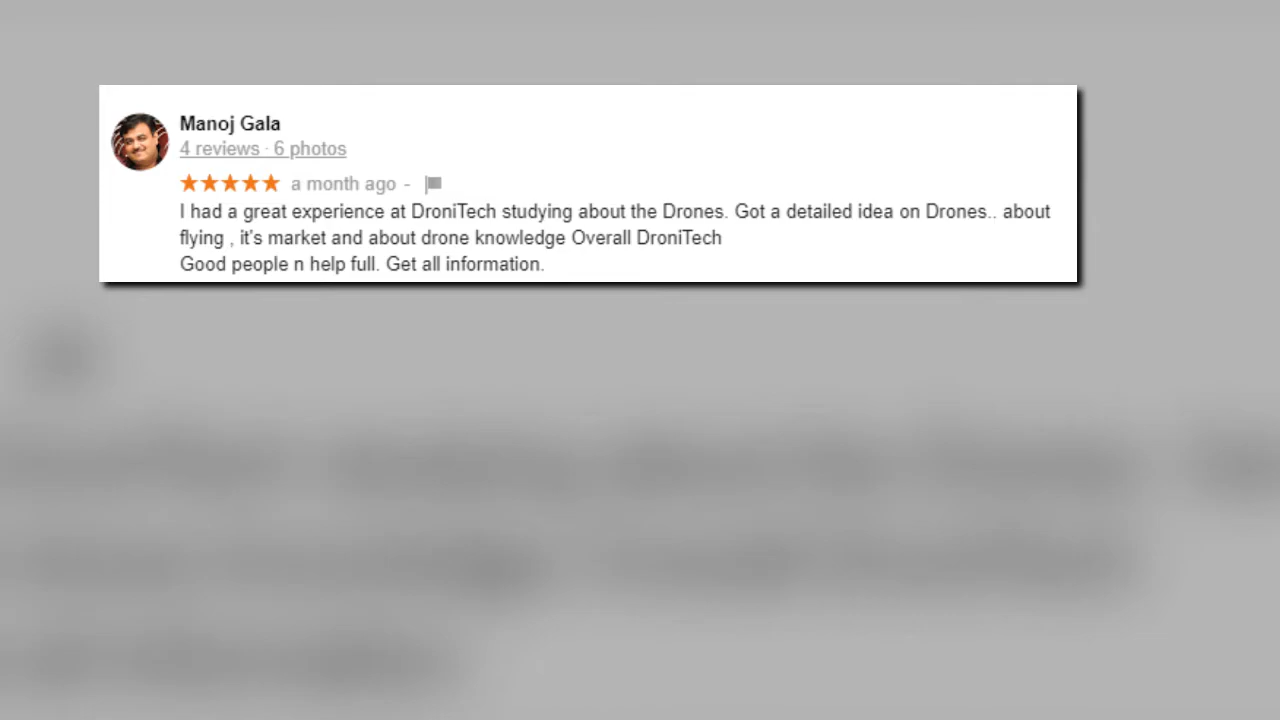 Manoj Gala
4 reviews · 6 photos
a month ago -
I had a great experience at DroniTech studying about the Drones. Got a detailed idea on Drones.. about
flying , it's market and about drone knowledge Overall DroniTech
Good people n help full. Get all information.